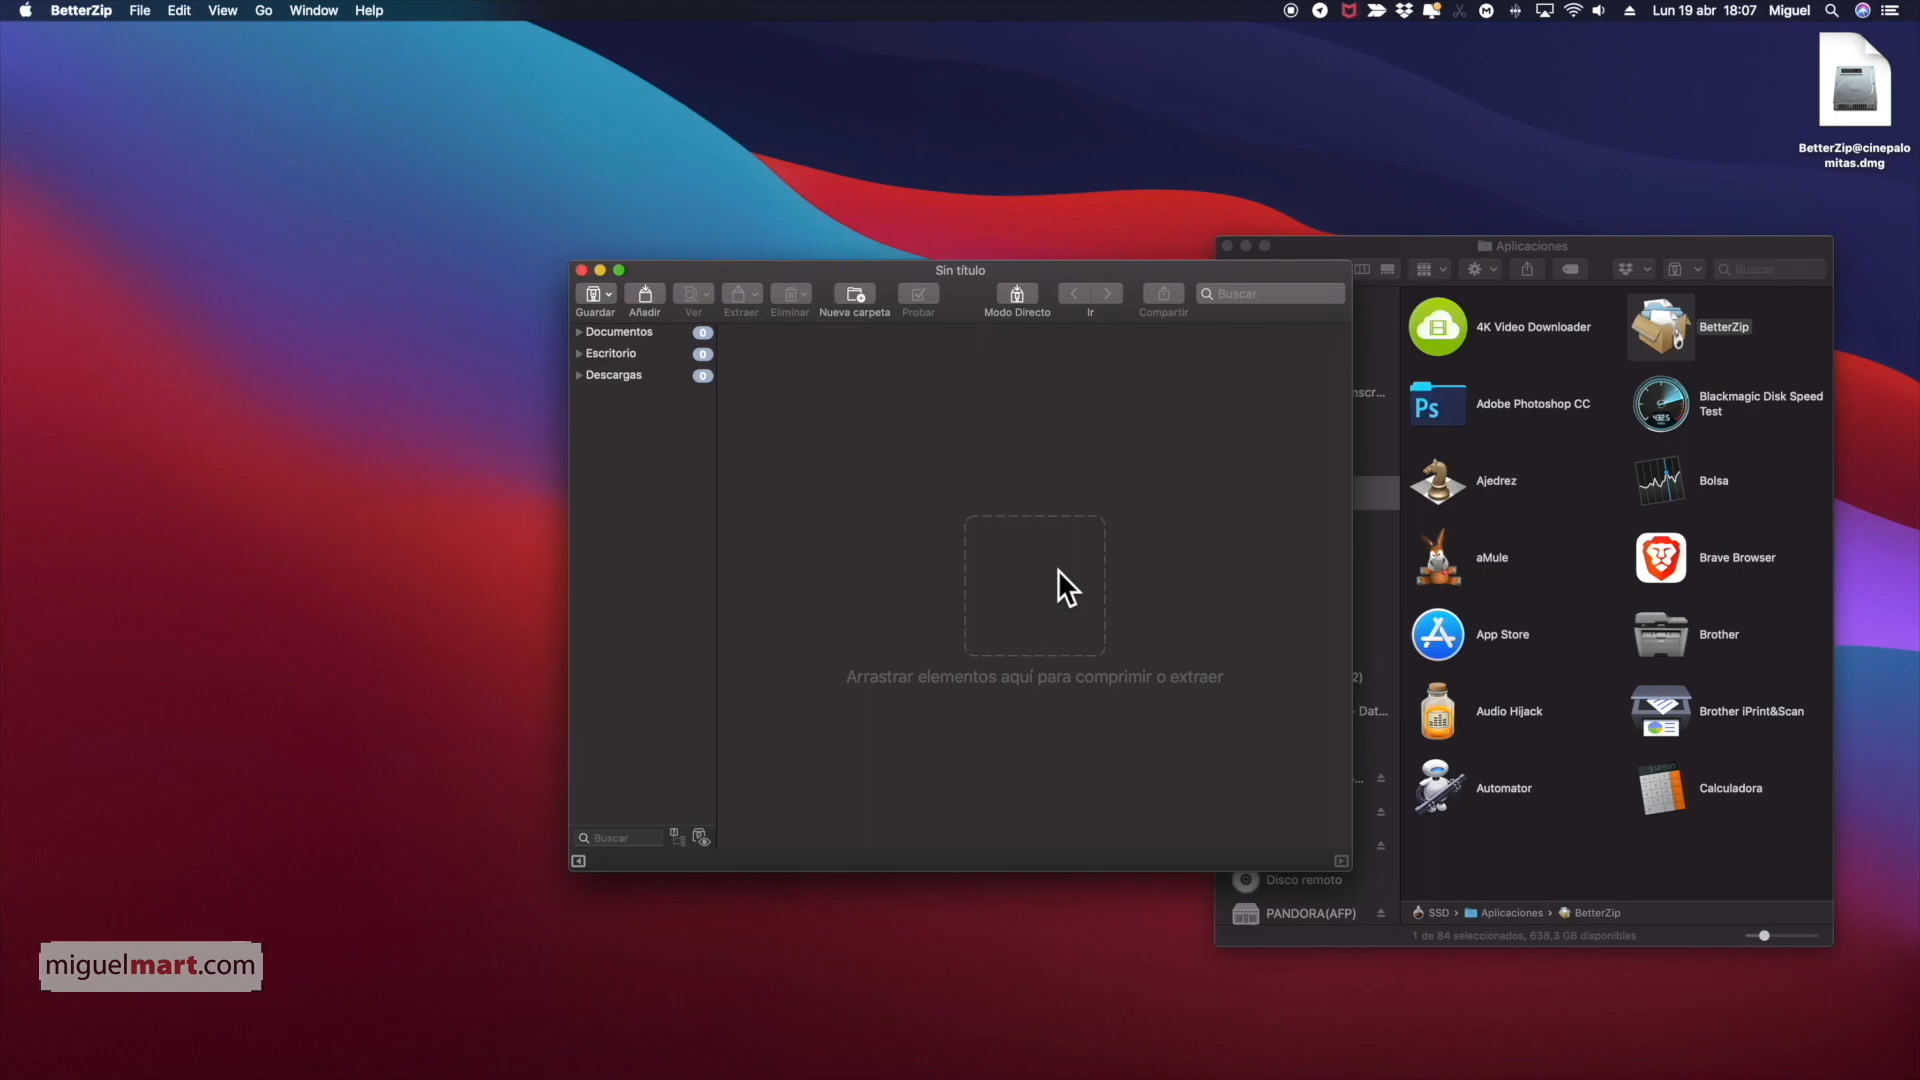 BetterZip File Edit View Go Window Help
Lun 19 abr 18:07 Miguel
BetterZip@cinepalo
mitas.dmg
Sin título
Guardar Añadir Ver Extraer Eliminar Nueva carpeta Probar Modo Directo Ir Compartir
Buscar
Documentos 0
Escritorio 0
Descargas 0
Arrastrar elementos aquí para comprimir o extraer
Buscar
Aplicaciones
Buscar
nscr...
2)
Dat...
Disco remoto
PANDORA(AFP)
4K Video Downloader
BetterZip
Adobe Photoshop CC
Blackmagic Disk Speed
Test
Ajedrez
Bolsa
aMule
Brave Browser
App Store
Brother
Audio Hijack
Brother iPrint&Scan
Automator
Calculadora
SSD › Aplicaciones › BetterZip
1 de 84 seleccionados, 638,3 GB disponibles
miguelmart.com